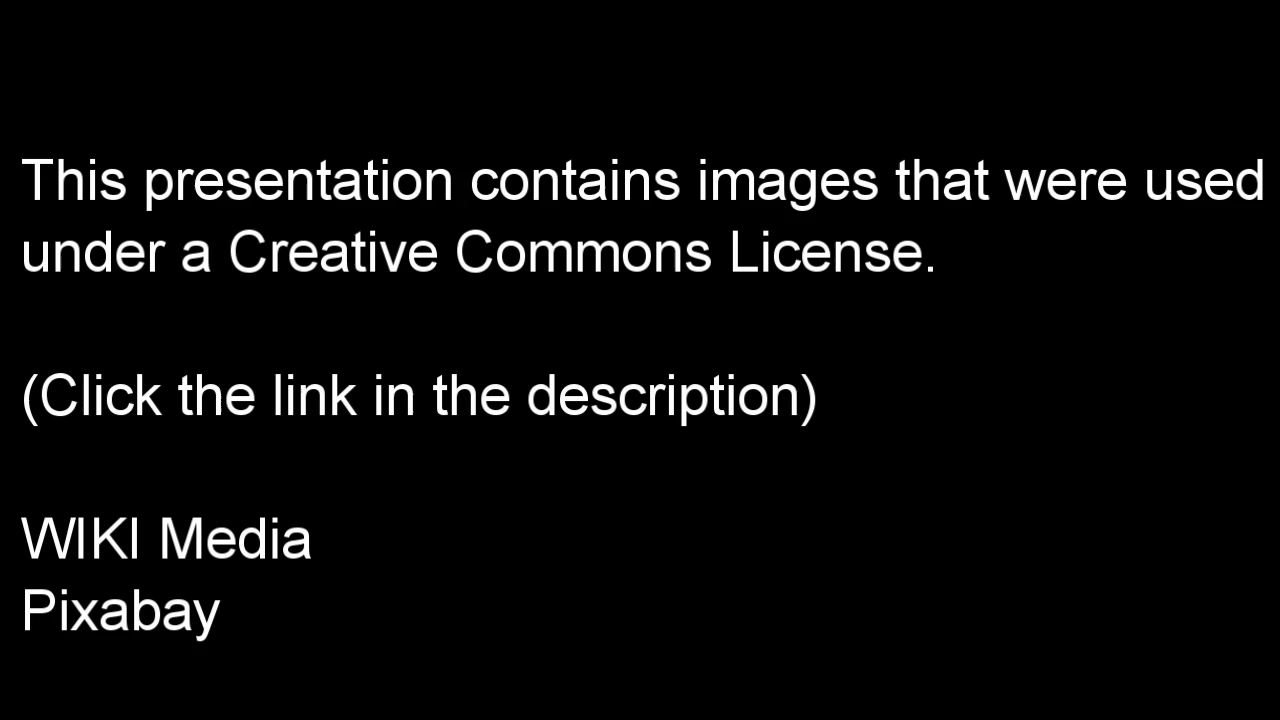 This presentation contains images that were used
under a Creative Commons License.
(Click the link in the description)
WIKI Media
Pixabay